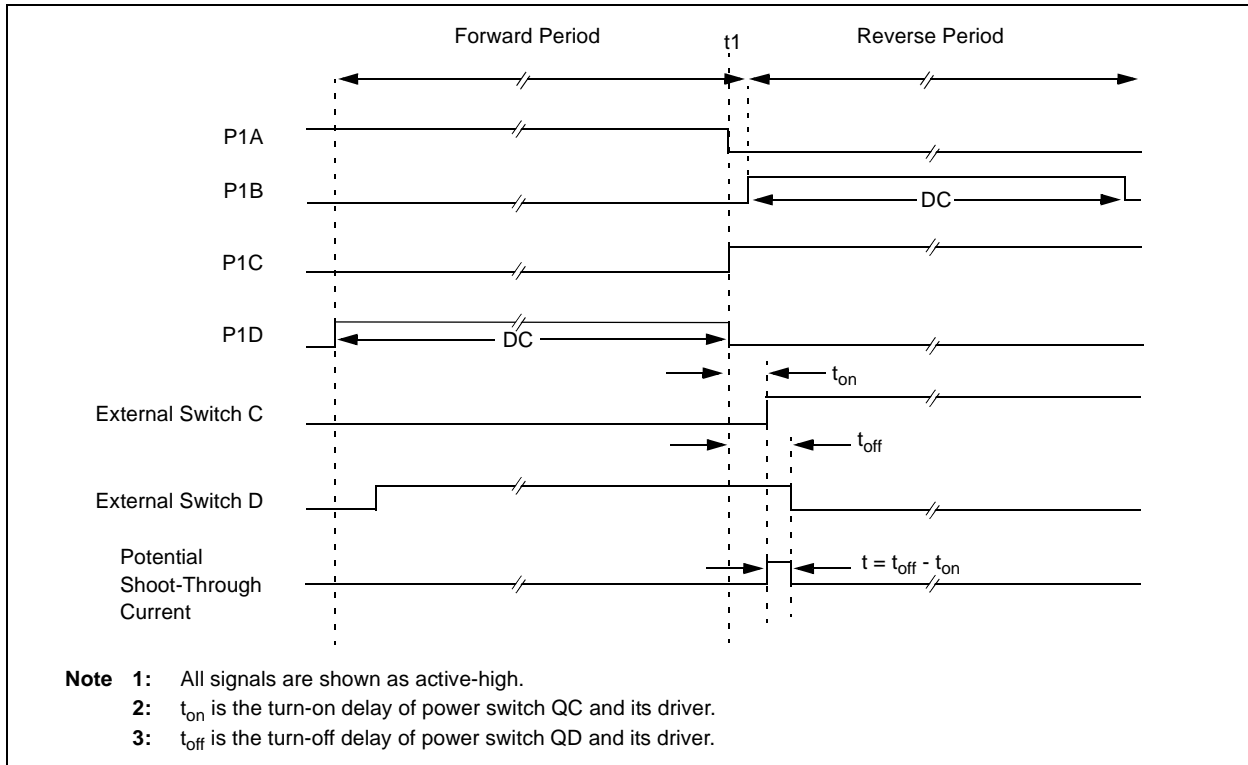 Forward Period
t1
Reverse Period
P1A
P1B
DC
P1C
P1D
DC
ton
External Switch C
toff
External Switch D
Potential
Shoot-Through
Current
t = toff - ton
Note 1: All signals are shown as active-high.
2: ton is the turn-on delay of power switch QC and its driver.
3: toff is the turn-off delay of power switch QD and its driver.